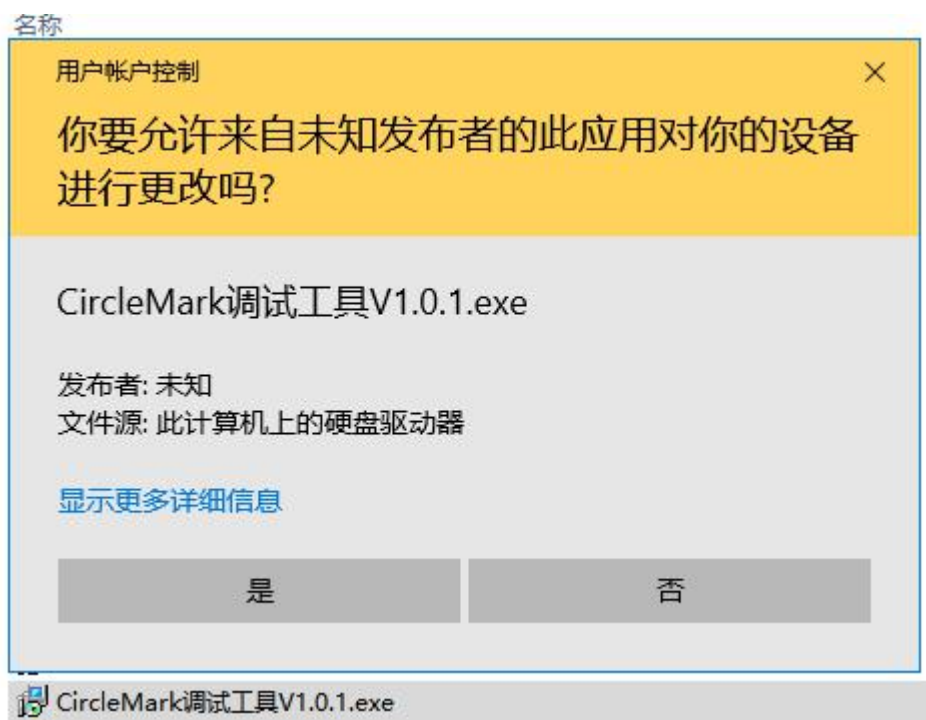 名称
用户帐户控制
你要允许来自未知发布者的此应用对你的设备
进行更改吗?
CircleMark调试工具V1.0.1.exe
发布者: 未知
文件源: 此计算机上的硬盘驱动器
显示更多详细信息
是
否
CircleMark调试工具V1.0.1.exe